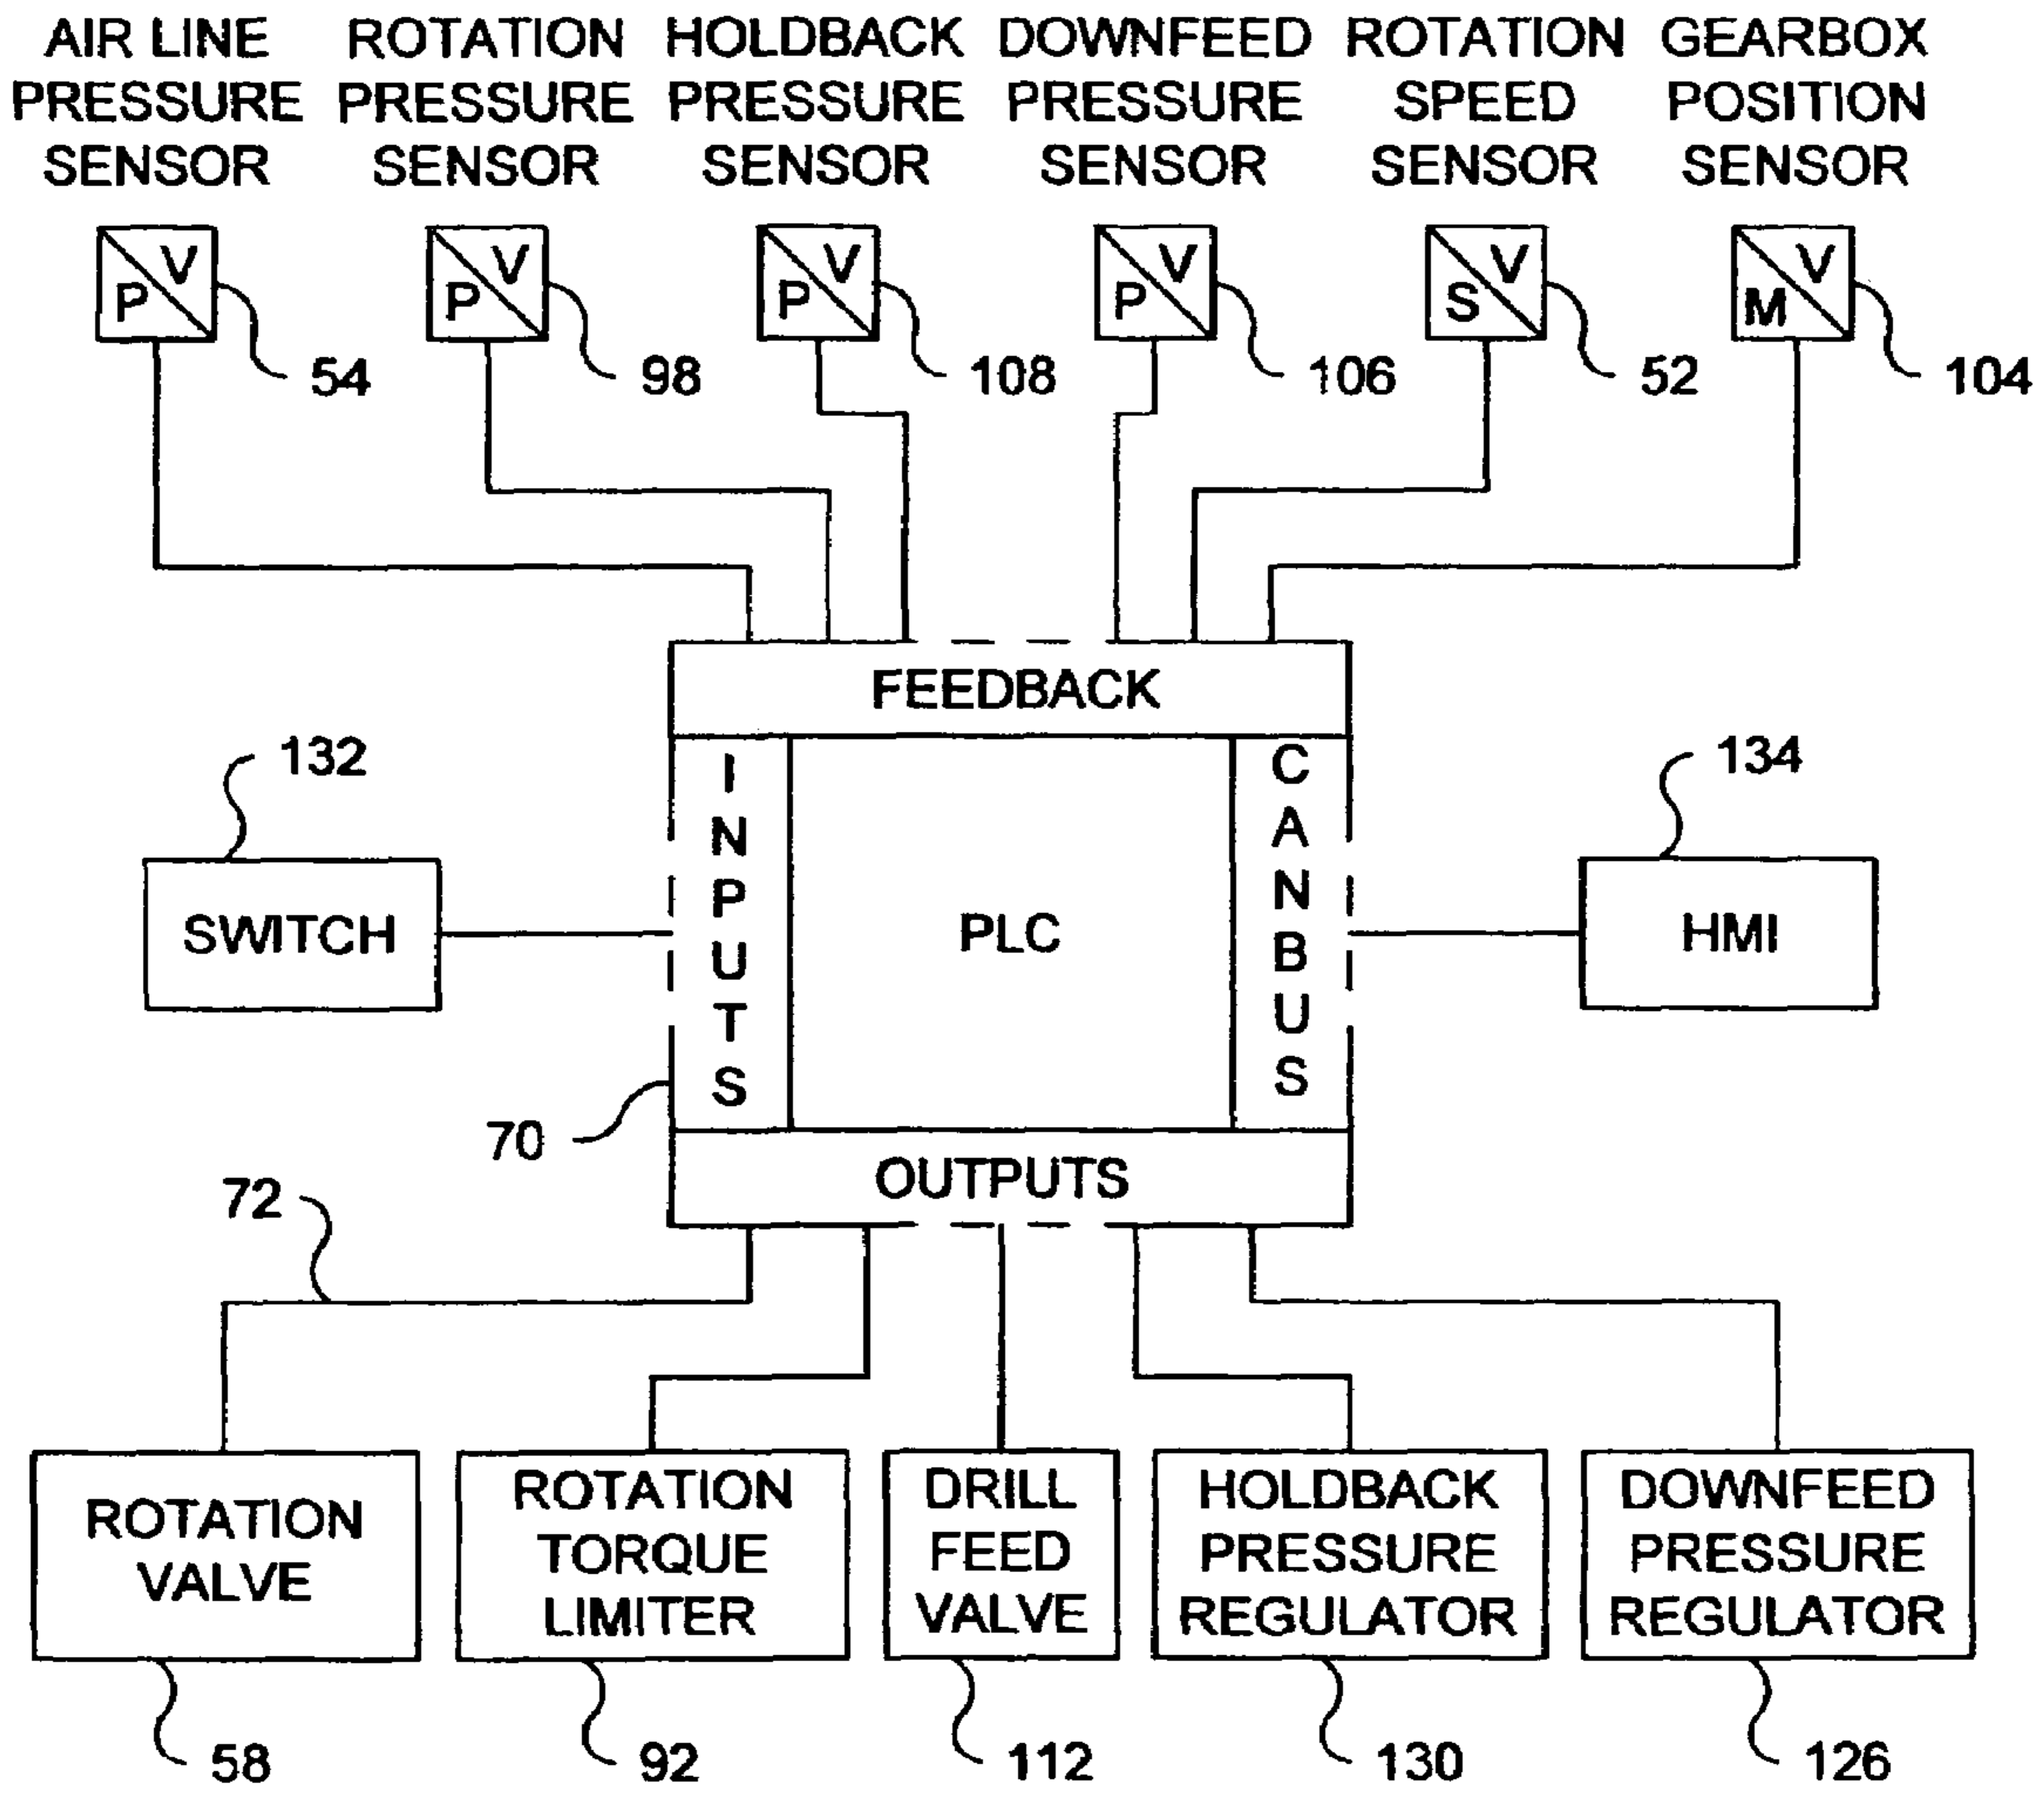 AIR LINE PRESSURE SENSOR
ROTATION PRESSURE SENSOR
HOLDBACK PRESSURE SENSOR
DOWNFEED PRESSURE SENSOR
ROTATION SPEED SENSOR
GEARBOX POSITION SENSOR
P V
P V
P V
P V
S V
M V
54
98
108
106
52
104
FEEDBACK
132
134
SWITCH
INPUTS
PLC
CANBUS
HMI
70
OUTPUTS
72
ROTATION VALVE
ROTATION TORQUE LIMITER
DRILL FEED VALVE
HOLDBACK PRESSURE REGULATOR
DOWNFEED PRESSURE REGULATOR
58
92
112
130
126